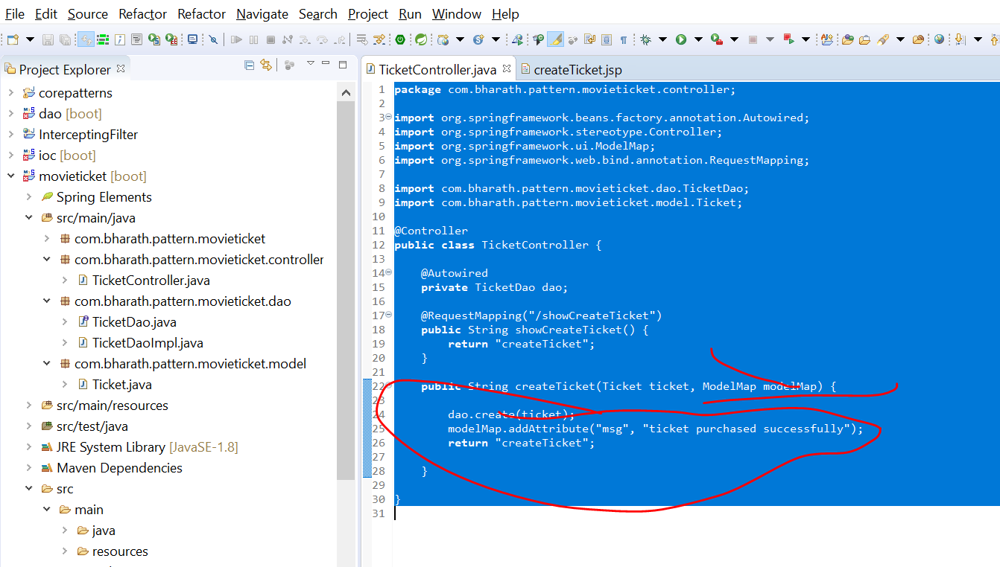 File Edit Source Refactor Refactor Navigate Search Project Run Window Help
Project Explorer
corepatterns
dao [boot]
InterceptingFilter
ioc [boot]
movieticket [boot]
Spring Elements
src/main/java
com.bharath.pattern.movieticket
com.bharath.pattern.movieticket.controller
TicketController.java
com.bharath.pattern.movieticket.dao
TicketDao.java
TicketDaoImpl.java
com.bharath.pattern.movieticket.model
Ticket.java
src/main/resources
src/test/java
JRE System Library [JavaSE-1.8]
Maven Dependencies
src
main
java
resources
TicketController.java createTicket.jsp
1 package com.bharath.pattern.movieticket.controller;
2
3 import org.springframework.beans.factory.annotation.Autowired;
4 import org.springframework.stereotype.Controller;
5 import org.springframework.ui.ModelMap;
6 import org.springframework.web.bind.annotation.RequestMapping;
7
8 import com.bharath.pattern.movieticket.dao.TicketDao;
9 import com.bharath.pattern.movieticket.model.Ticket;
10
11 @Controller
12 public class TicketController {
13
14 @Autowired
15 private TicketDao dao;
16
17 @RequestMapping("/showCreateTicket")
18 public String showCreateTicket() {
19 return "createTicket";
20 }
21
22 public String createTicket(Ticket ticket, ModelMap modelMap) {
23
24 dao.create(ticket);
25 modelMap.addAttribute("msg", "ticket purchased successfully");
26 return "createTicket";
27
28 }
29
30 }
31